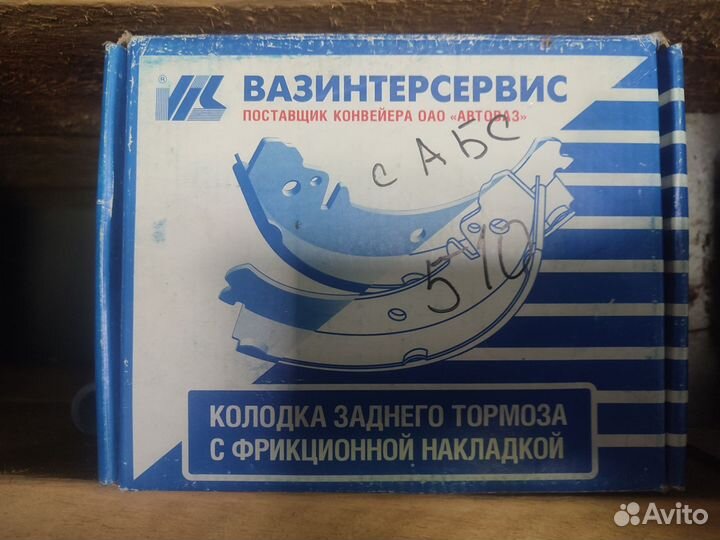 ВАЗИНТЕРСЕРВИС
ПОСТАВЩИК КОНВЕЙЕРА ОАО «АВТОВАЗ»
с АБС
510
КОЛОДКА ЗАДНЕГО ТОРМОЗА
С ФРИКЦИОННОЙ НАКЛАДКОЙ
Avito